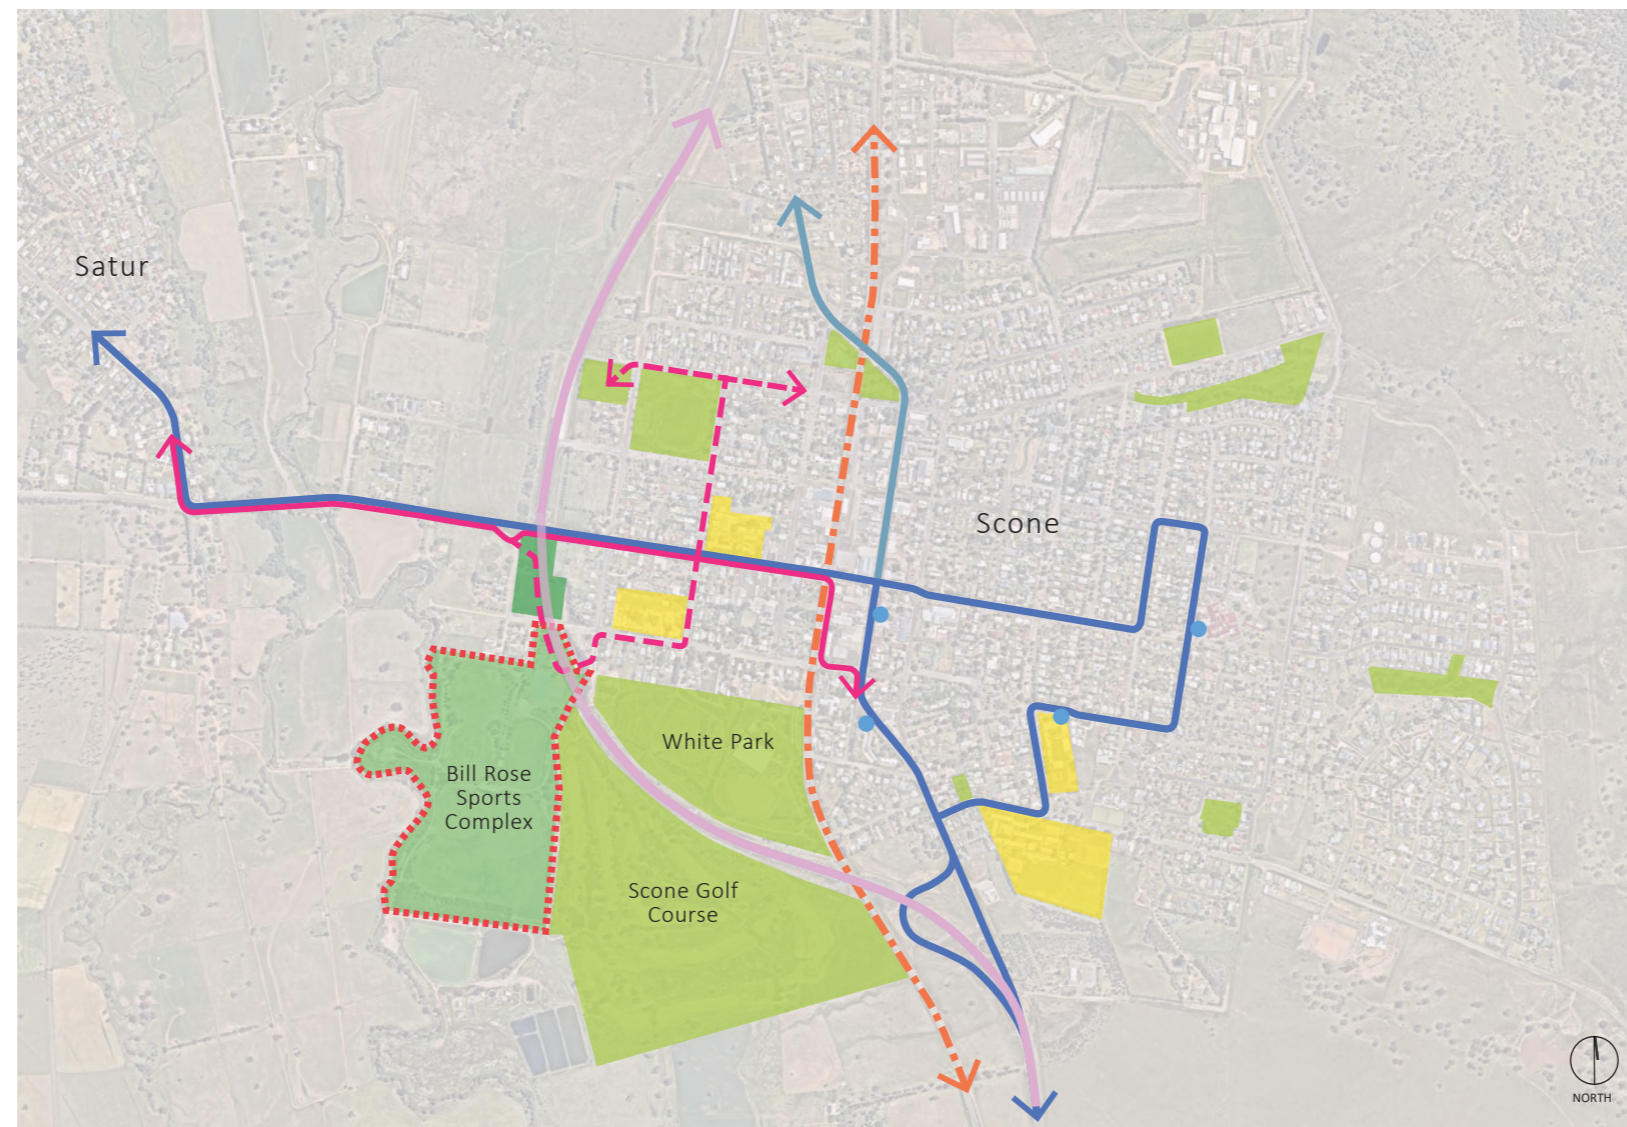 Satur
Scone
White Park
Bill Rose
Sports
Complex
Scone Golf
Course
NORTH